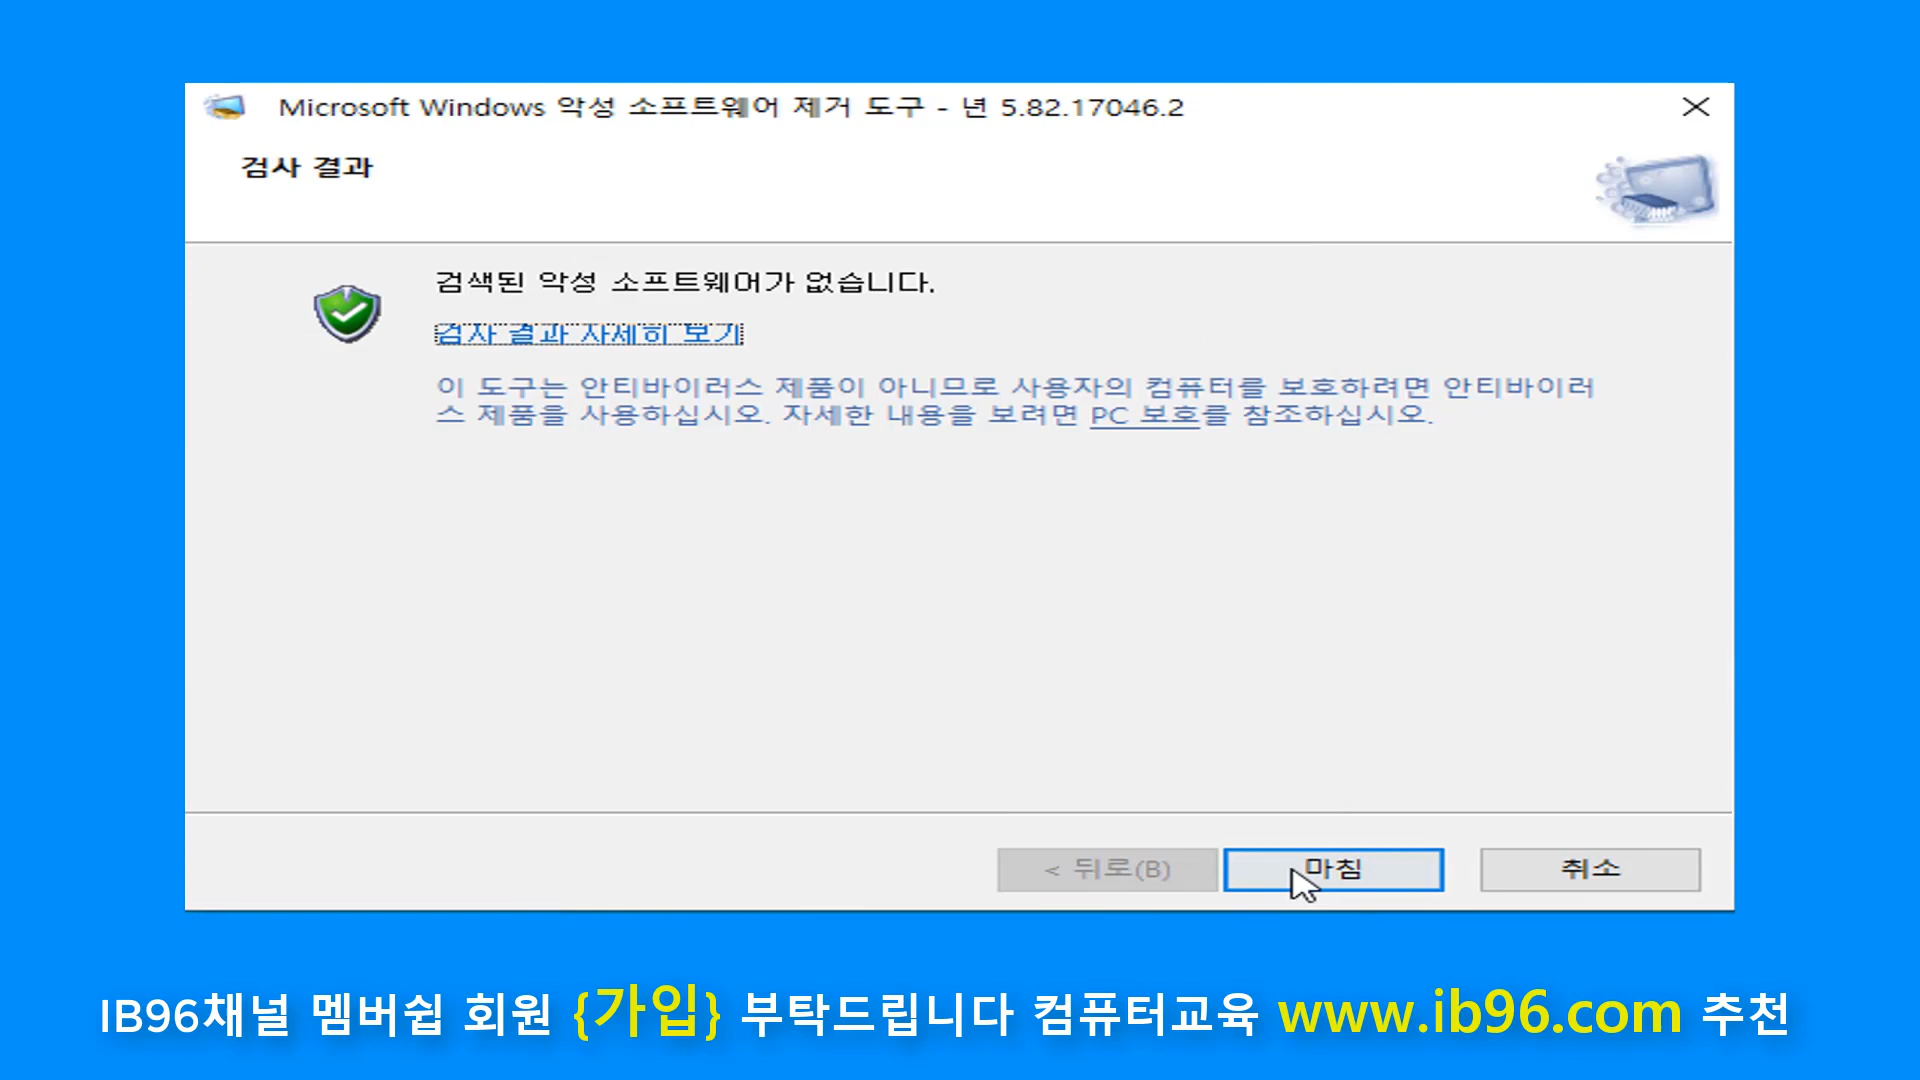 Microsoft Windows 악성 소프트웨어 제거 도구 - 년 5.82.17046.2
검사 결과
검색된 악성 소프트웨어가 없습니다.
검사 결과 자세히 보기
이 도구는 안티바이러스 제품이 아니므로 사용자의 컴퓨터를 보호하려면 안티바이러
스 제품을 사용하십시오. 자세한 내용을 보려면 PC 보호를 참조하십시오.
< 뒤로(B) 마침 취소
IB96채널 멤버쉽 회원 {가입} 부탁드립니다 컴퓨터교육 www.ib96.com 추천